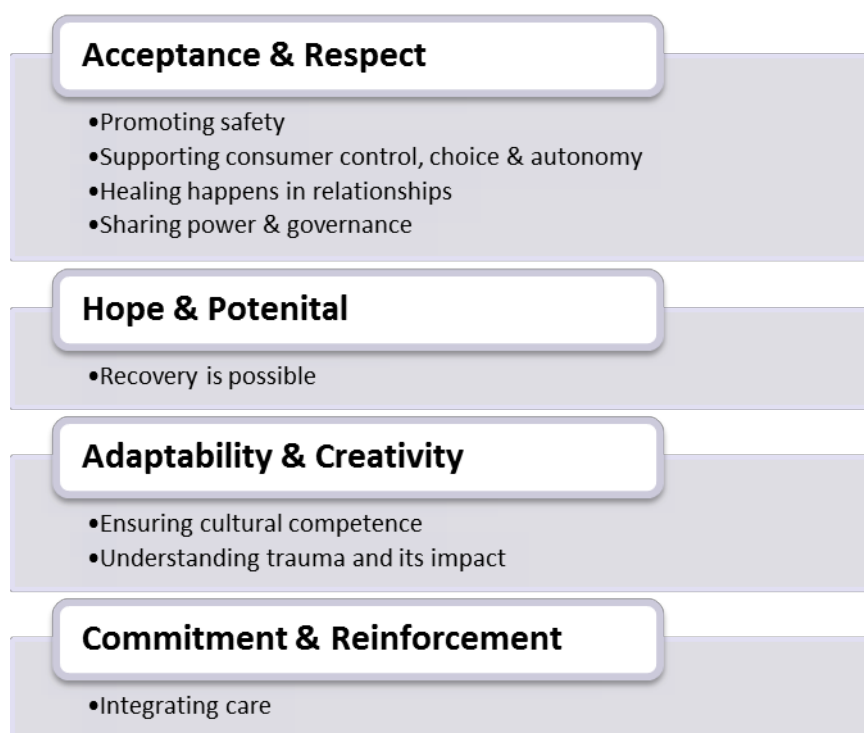 Acceptance & Respect
•Promoting safety
•Supporting consumer control, choice & autonomy
•Healing happens in relationships
•Sharing power & governance
Hope & Potenital
•Recovery is possible
Adaptability & Creativity
•Ensuring cultural competence
•Understanding trauma and its impact
Commitment & Reinforcement
•Integrating care